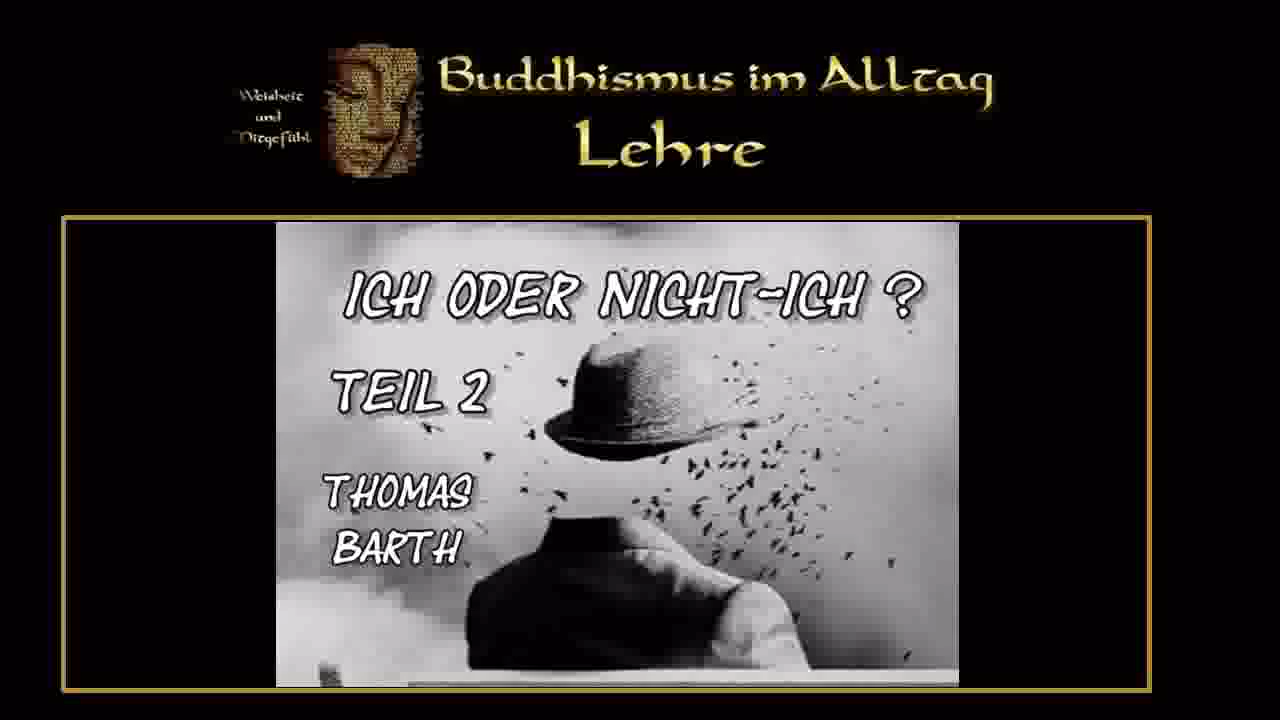 Weisheit
und
Mitgefühl
Buddhismus im Alltag
Lehre
ICH ODER NICHT-ICH ?
TEIL 2
THOMAS
BARTH